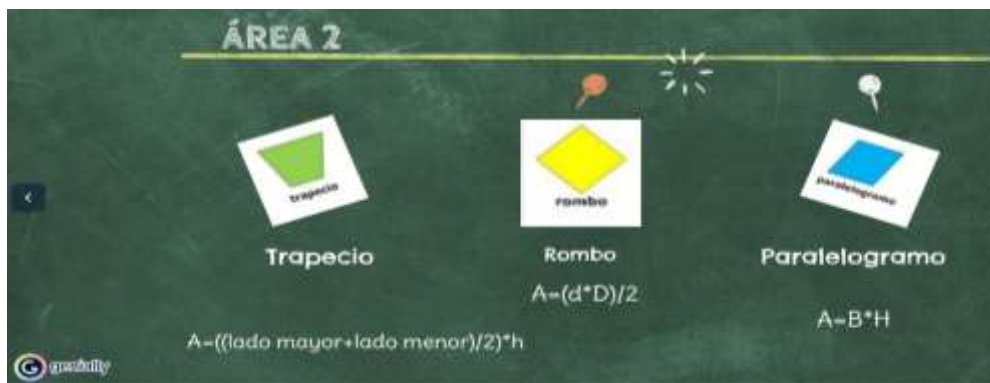 ÁREA 2
trapecio
rombo
paralelogramo
Trapecio
Rombo
Paralelogramo
A=(d*D)/2
A=B*H
A=((lado mayor+lado menor)/2)*h
genially